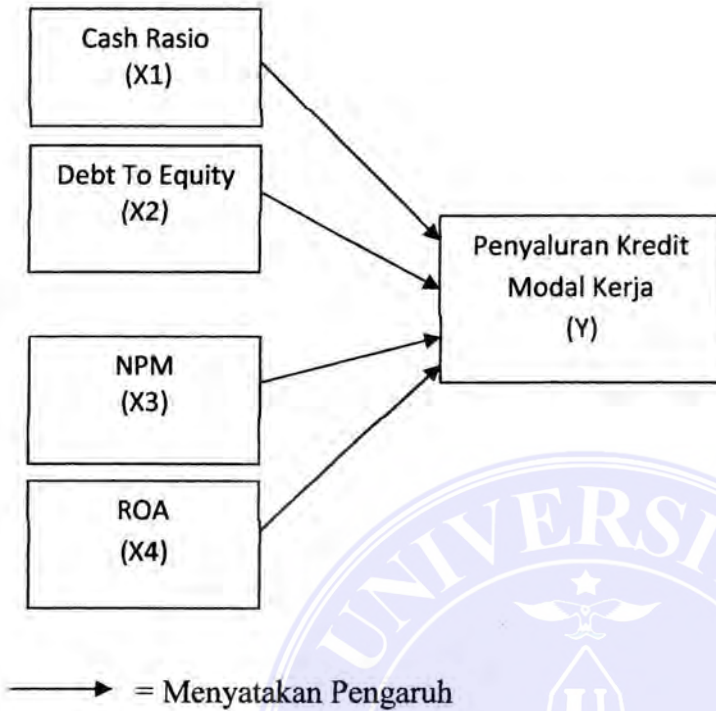 Cash Rasio
(X1)
Debt To Equity
(X2)
Penyaluran Kredit
Modal Kerja
(Y)
NPM
(X3)
ROA
(X4)
= Menyatakan Pengaruh